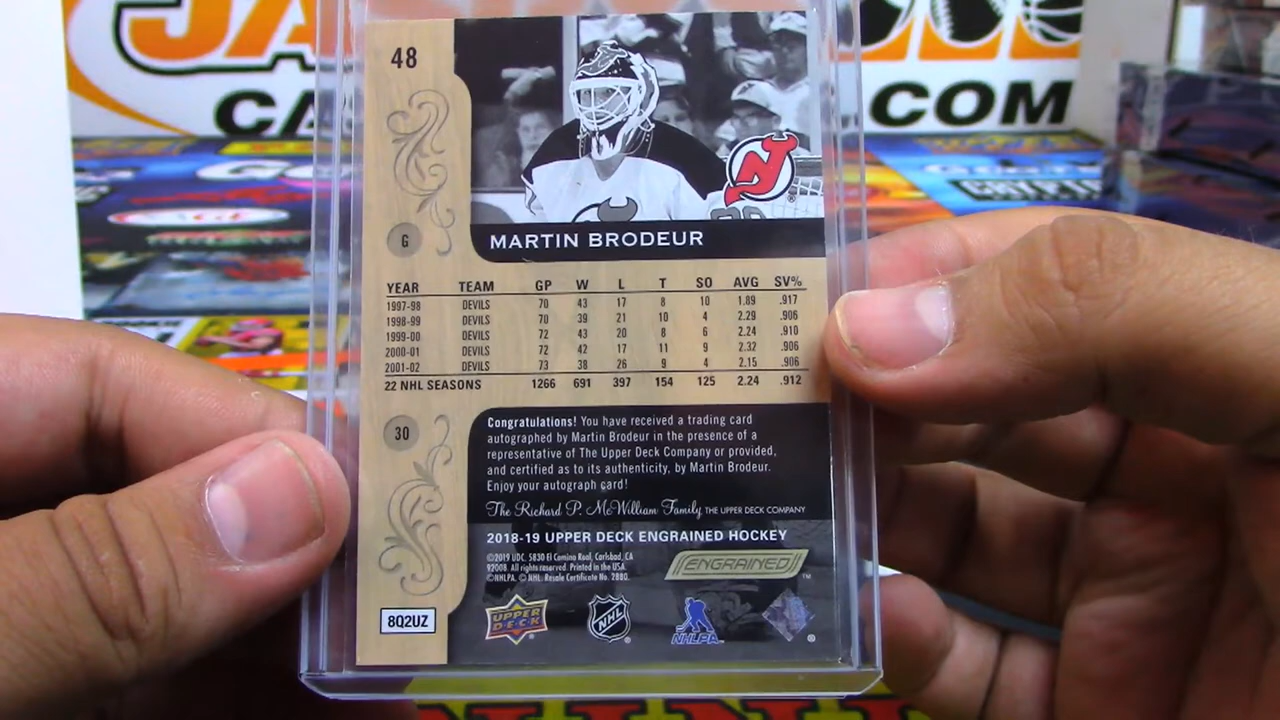 JA
CA
.COM
48
G
MARTIN BRODEUR
YEAR TEAM GP W L T SO AVG SV%
1997-98 DEVILS 70 43 17 8 10 1.89 .917
1998-99 DEVILS 70 39 21 10 4 2.29 .906
1999-00 DEVILS 72 43 20 8 6 2.24 .910
2000-01 DEVILS 72 42 17 11 9 2.32 .906
2001-02 DEVILS 73 38 26 9 4 2.15 .906
22 NHL SEASONS 1266 691 397 154 125 2.24 .912
30
Congratulations! You have received a trading card
autographed by Martin Brodeur in the presence of a
representative of The Upper Deck Company or provided,
and certified as to its authenticity, by Martin Brodeur.
Enjoy your autograph card!
The Richard P. McWilliam Family THE UPPER DECK COMPANY
2018-19 UPPER DECK ENGRAINED HOCKEY
©2019 UDC. 5830 El Camino Real, Carlsbad, CA
92008. All rights reserved. Printed in the USA.
©NHLPA. © NHL. Resale Certificate No. 2880.
ENGRAINED™
8Q2UZ
UPPER
DECK
NHL
NHLPA